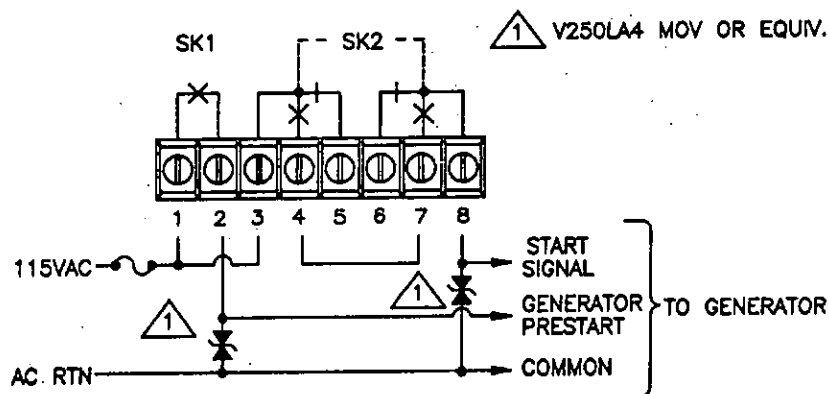 SK1
SK2
1 V250LA4 MOV OR EQUIV.
1 2 3 4 5 6 7 8
115VAC
START
SIGNAL
1
1
GENERATOR
PRESTART
TO GENERATOR
AC RTN
COMMON